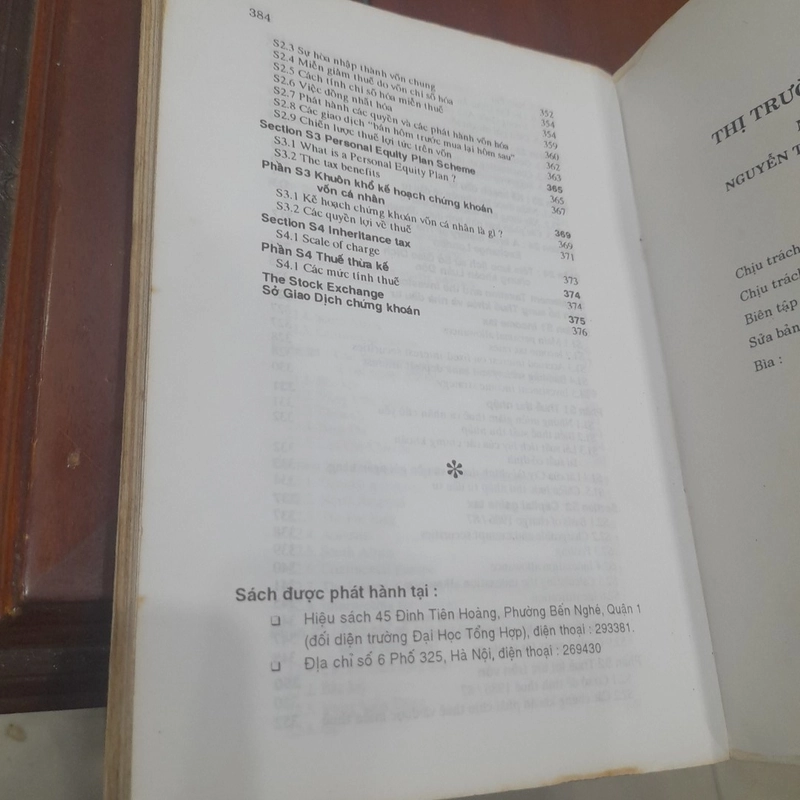 384
S2.3 Sự hòa nhập thành vốn chung 352
S2.4 Miễn giảm thuế do vốn chỉ số hóa 354
S2.5 Cách tính chỉ số hóa miễn thuế 354
S2.6 Việc đồng nhất hóa 359
S2.7 Phát hành các quyền và các phát hành vốn hóa 360
S2.8 Các giao dịch "bán hôm trước mua lại hôm sau" 362
S2.9 Chiến lược thuế lợi tức trên vốn 363
Section S3 Personal Equity Plan Scheme 365
S3.1 What is a Personal Equity Plan ? 365
S3.2 The tax benefits 367
Phần S3 Khuôn khổ kế hoạch chứng khoán
vốn cá nhân 369
S3.1 Kế hoạch chứng khoán vốn cá nhân là gì ? 369
S3.2 Các quyền lợi về thuế 371
Section S4 Inheritance tax
S4.1 Scale of charge 373
Phần S4 Thuế thừa kế 374
S4.1 Các mức tính thuế 374
The Stock Exchange 375
Sở Giao Dịch chứng khoán 376
Sách được phát hành tại :
Hiệu sách 45 Đinh Tiên Hoàng, Phường Bến Nghé, Quận 1
(đối diện trường Đại Học Tổng Hợp), điện thoại : 293381.
Địa chỉ số 6 Phố 325, Hà Nội, điện thoại : 269430
THỊ TRƯỜ
NGUYỄN T
Chịu trách
Chịu trách
Biên tập
Sửa bản
Bìa :